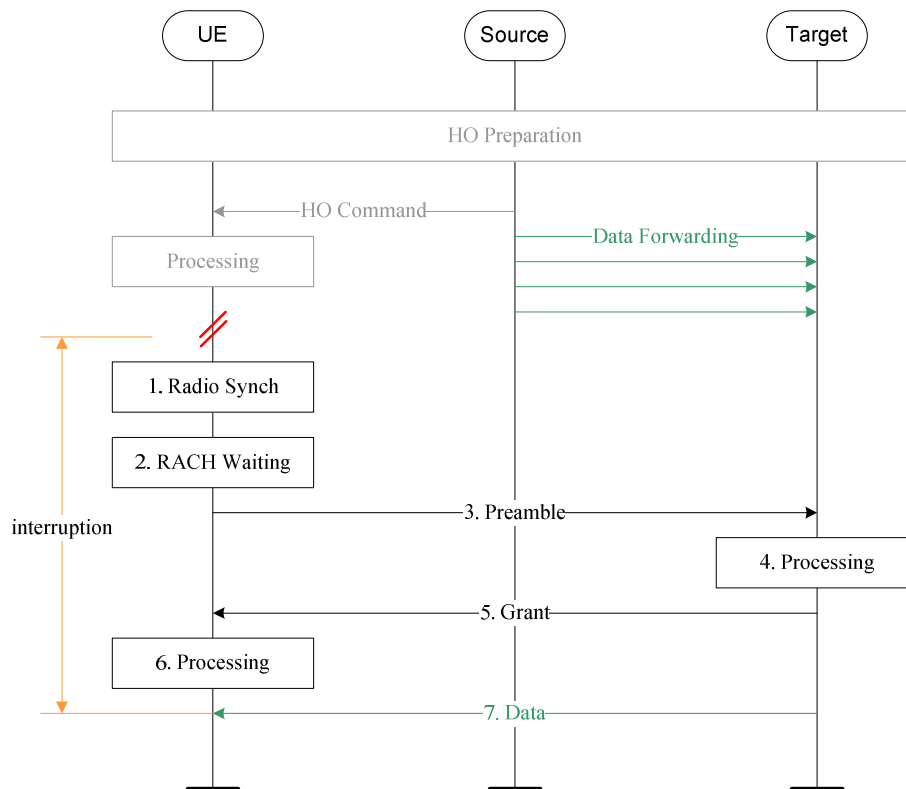 UE
Source
Target
HO Preparation
HO Command
Data Forwarding
Processing
1. Radio Synch
2. RACH Waiting
3. Preamble
interruption
4. Processing
5. Grant
6. Processing
7. Data